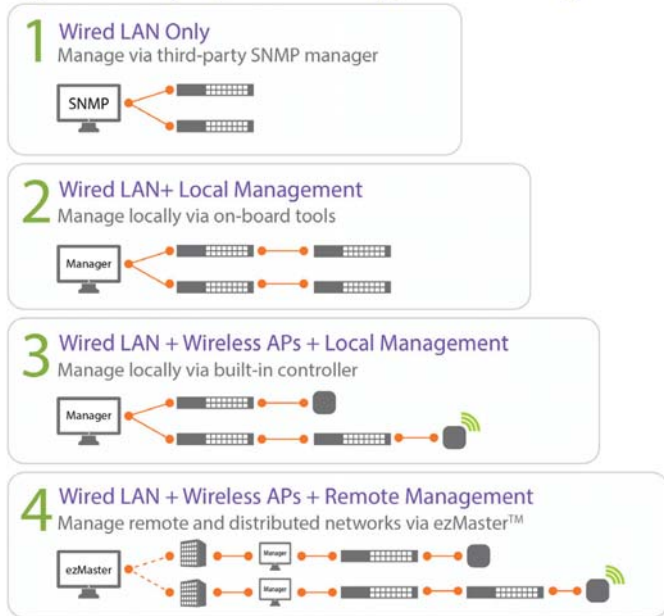 1 Wired LAN Only
Manage via third-party SNMP manager
SNMP
2 Wired LAN+ Local Management
Manage locally via on-board tools
Manager
3 Wired LAN + Wireless APs + Local Management
Manage locally via built-in controller
Manager
4 Wired LAN + Wireless APs + Remote Management
Manage remote and distributed networks via ezMaster™
ezMaster
Manager
Manager